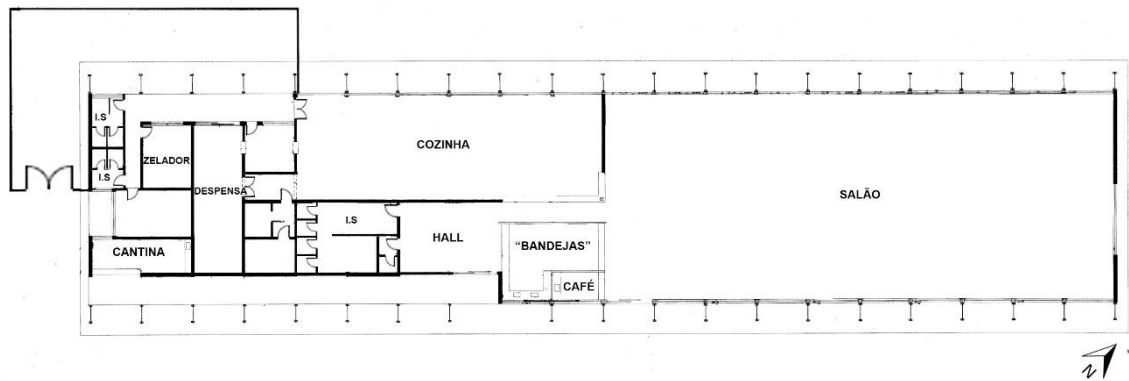 I.S
COZINHA
ZELADOR
I.S
DESPENSA
SALÃO
I.S
HALL
"BANDEJAS"
CANTINA
CAFÉ
N